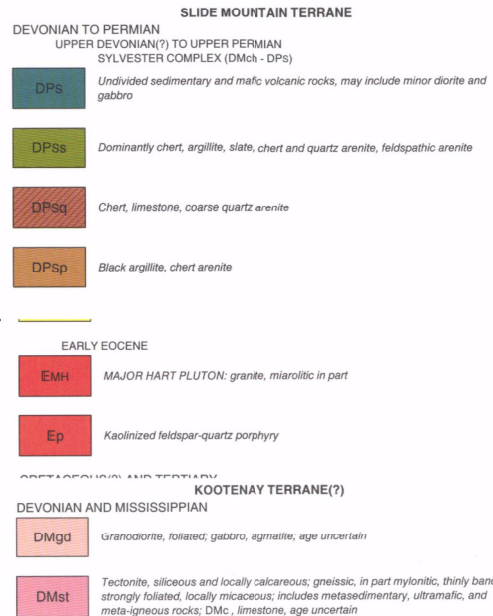 SLIDE MOUNTAIN TERRANE
DEVONIAN TO PERMIAN
UPPER DEVONIAN(?) TO UPPER PERMIAN
SYLVESTER COMPLEX (DMch - DPs)
DPs
Undivided sedimentary and mafic volcanic rocks, may include minor diorite and
gabbro
DPSs
Dominantly chert, argillite, slate, chert and quartz arenite, feldspathic arenite
DPSq
Chert, limestone, coarse quartz arenite
DPSp
Black argillite, chert arenite
EARLY EOCENE
EMH
MAJOR HART PLUTON: granite, miarolitic in part
Ep
Kaolinized feldspar-quartz porphyry
CRETACEOUS(?) AND TERTIARY
KOOTENAY TERRANE(?)
DEVONIAN AND MISSISSIPPIAN
DMgd
Granodiorite, foliated; gabbro, agmatite; age uncertain
DMst
Tectonite, siliceous and locally calcareous; gneissic, in part mylonitic, thinly band
strongly foliated, locally micaceous; includes metasedimentary, ultramafic, and
meta-igneous rocks; DMc , limestone, age uncertain